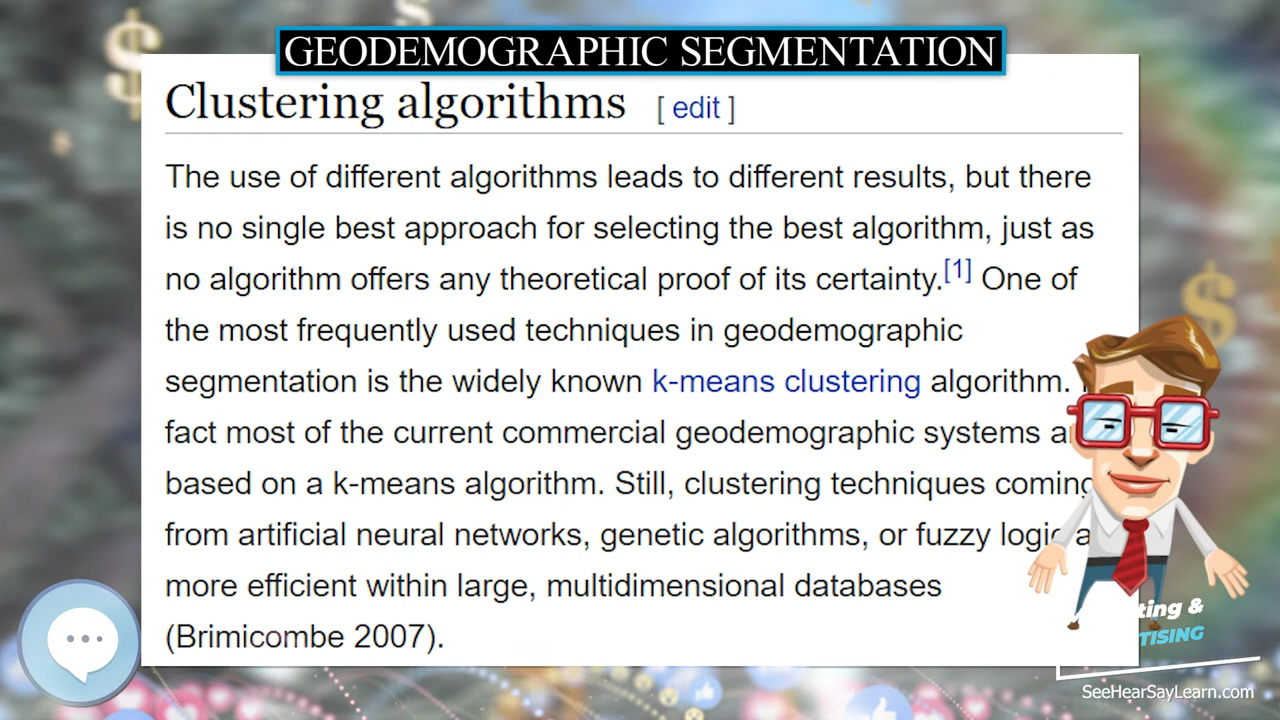 GEODEMOGRAPHIC SEGMENTATION
Clustering algorithms [ edit ]
The use of different algorithms leads to different results, but there
is no single best approach for selecting the best algorithm, just as
no algorithm offers any theoretical proof of its certainty.[1] One of
the most frequently used techniques in geodemographic
segmentation is the widely known k-means clustering algorithm.
fact most of the current commercial geodemographic systems
based on a k-means algorithm. Still, clustering techniques coming
from artificial neural networks, genetic algorithms, or fuzzy logic
more efficient within large, multidimensional databases
(Brimicombe 2007).
&
SeeHearSayLearn.com